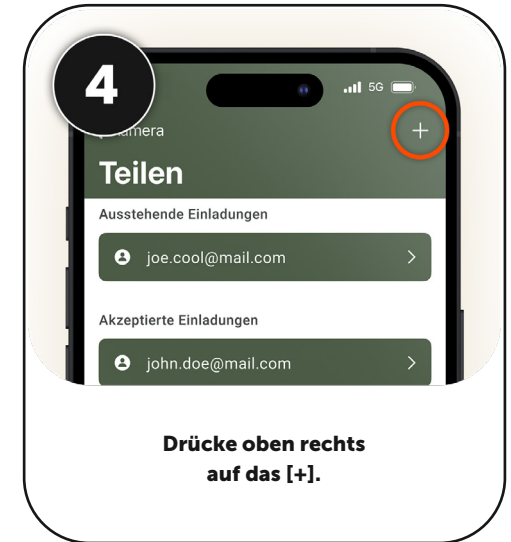 4
5G
Teilen
Ausstehende Einladungen
joe.cool@mail.com
Akzeptierte Einladungen
john.doe@mail.com
Drücke oben rechts
auf das [+].